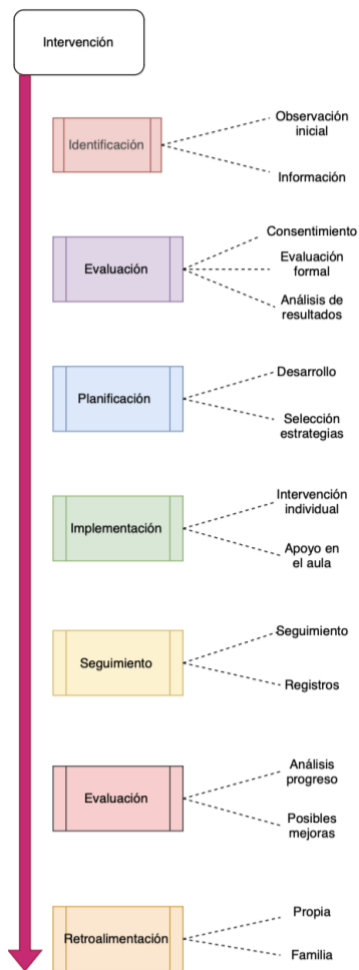 Intervención
Identificación
Observación
inicial
Información
Evaluación
Consentimiento
Evaluación
formal
Análisis de
resultados
Planificación
Desarrollo
Selección
estrategias
Implementación
Intervención
individual
Apoyo en
el aula
Seguimiento
Seguimiento
Registros
Evaluación
Análisis
progreso
Posibles
mejoras
Retroalimentación
Propia
Familia